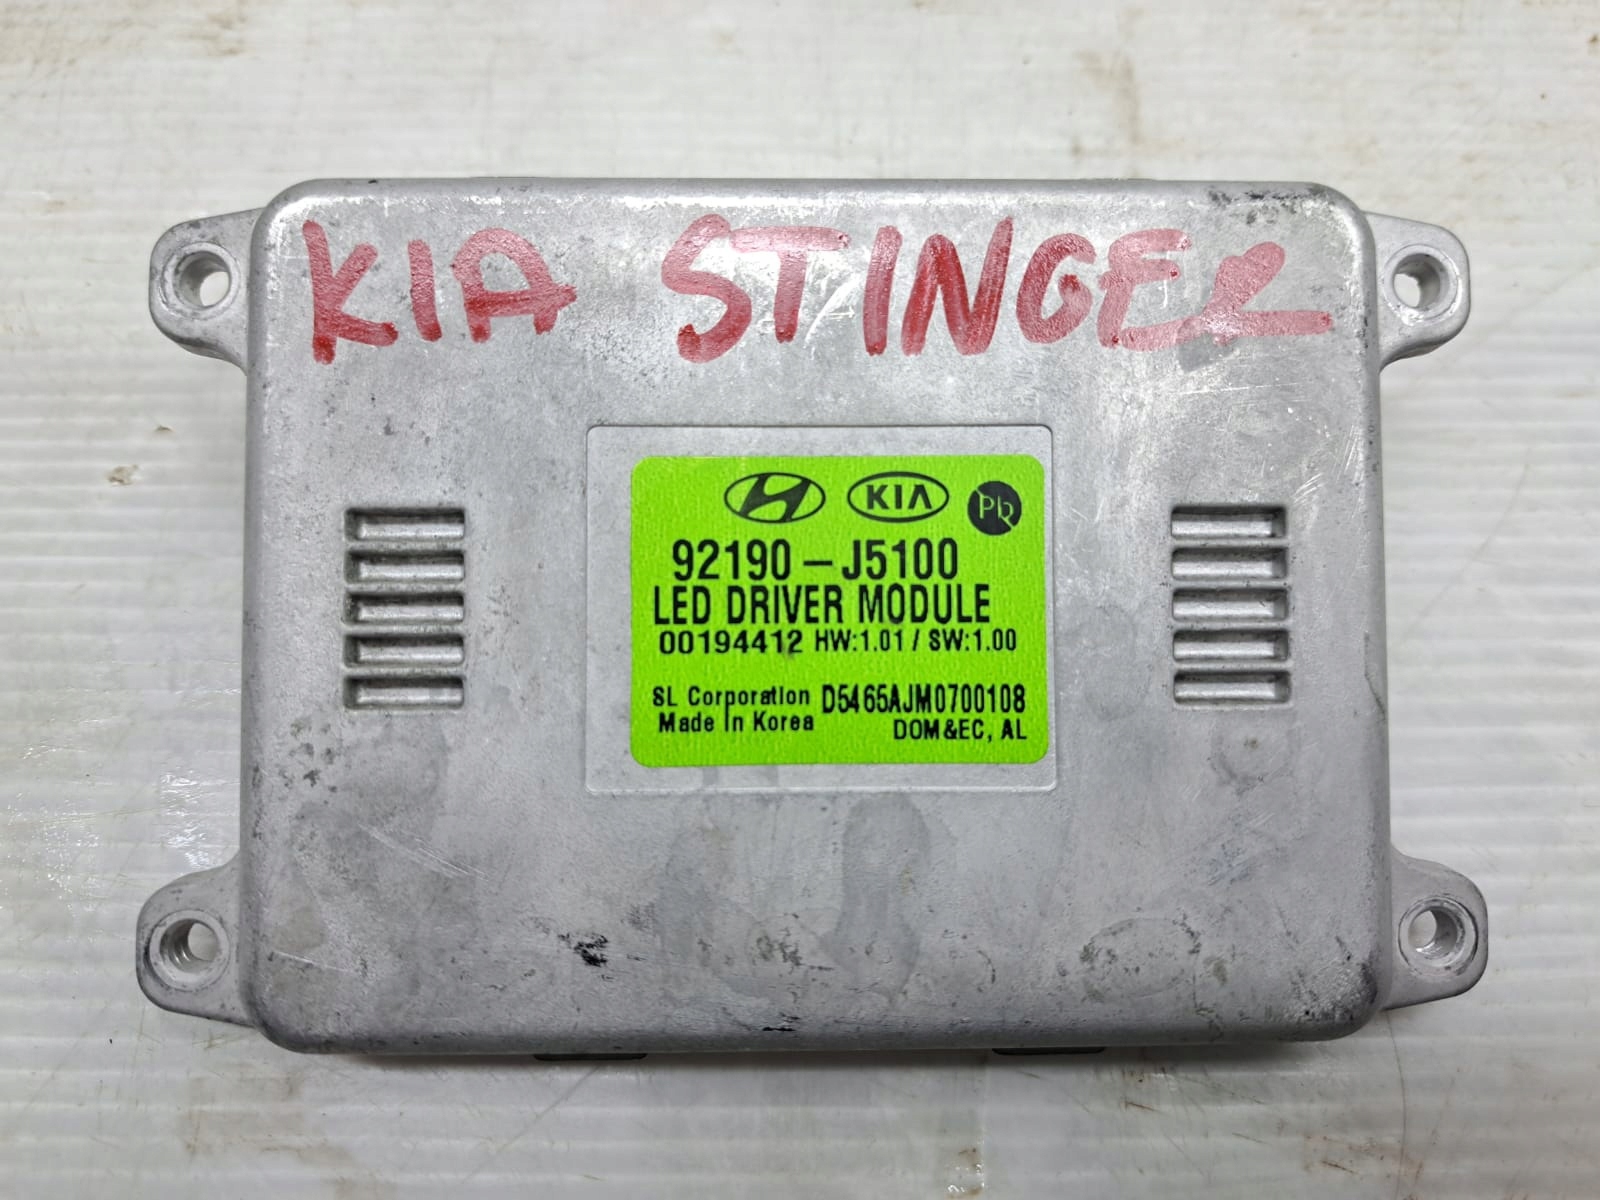 KIA STINGER
KIA Pb
92190-J5100
LED DRIVER MODULE
00194412 HW:1.01 / SW:1.00
SL Corporation D5465AJM0700108
Made In Korea DOM&EC, AL